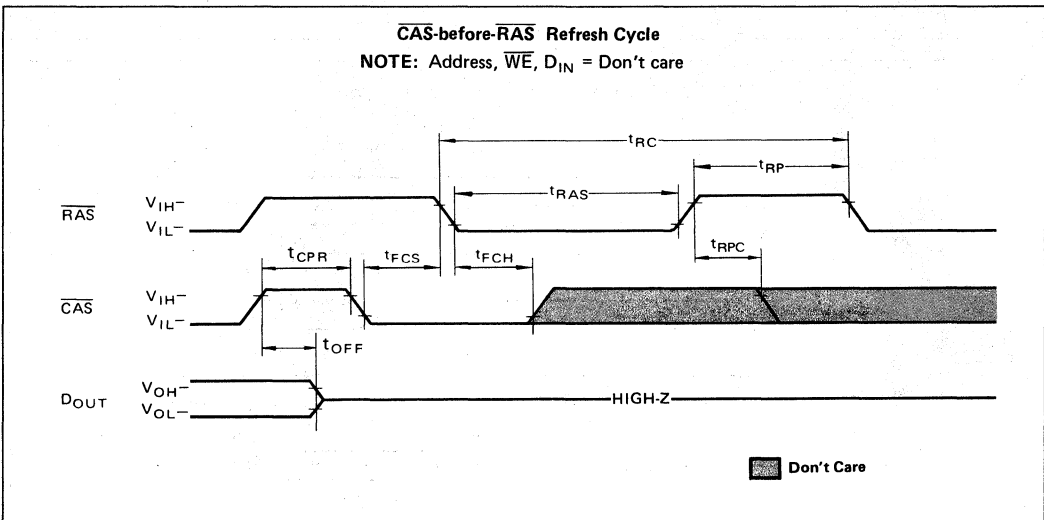 CAS-before-RAS Refresh Cycle
NOTE: Address, WE, DIN = Don't care
tRC
tRP
tRAS
RAS
VIH–
VIL–
tRPC
tCPR
tFCS
tFCH
CAS
VIH–
VIL–
tOFF
DOUT
VOH–
VOL–
HIGH-Z
Don't Care